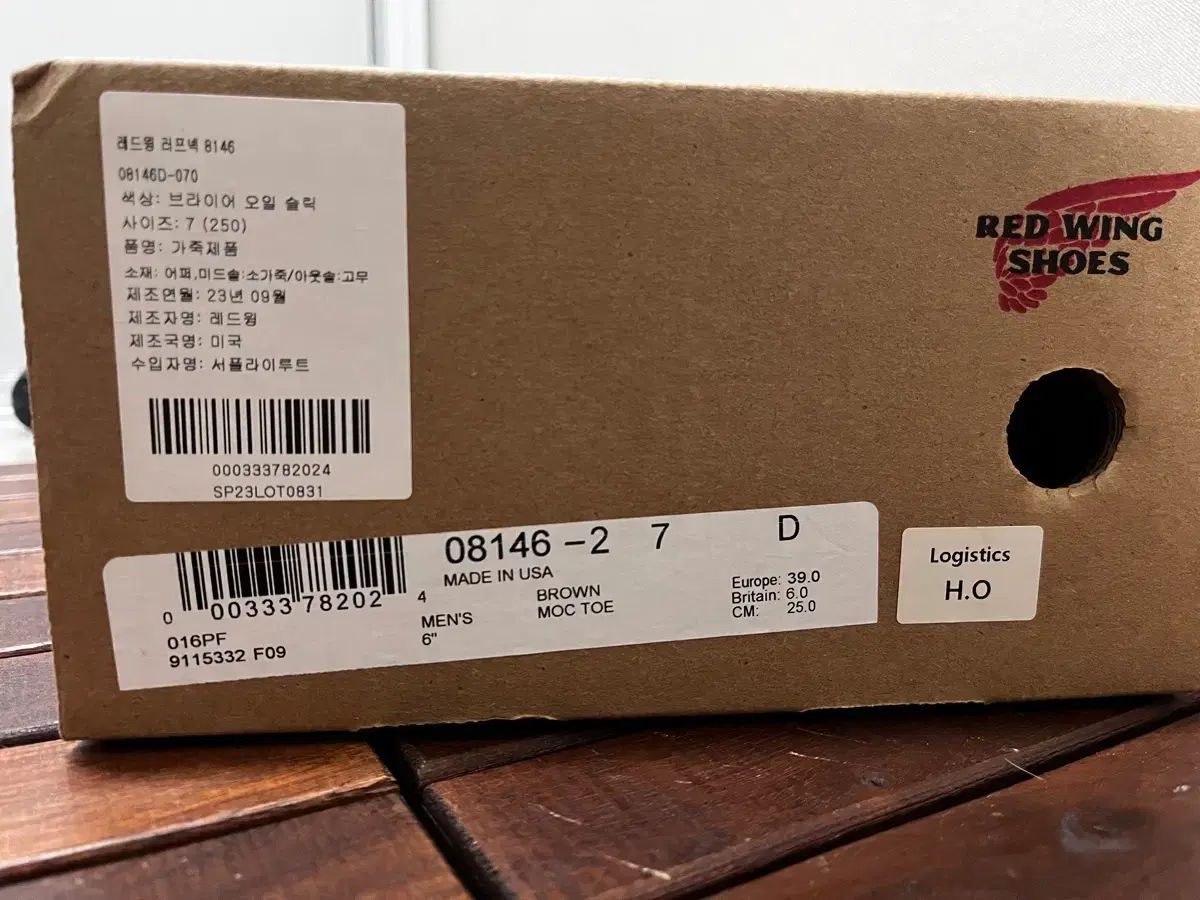 레드윙 러프넥 8146
08146D-070
색상: 브라이어 오일 슬릭
사이즈: 7 (250)
품명: 가죽제품
소재: 어퍼,미드솔:소가죽/아웃솔:고무
제조연월: 23년 09월
제조자명: 레드윙
제조국명: 미국
수입자명: 서플라이루트
000333782024
SP23LOT0831
RED WING
SHOES
08146 -2 7 D
MADE IN USA
0 00333 78202 4
BROWN
MEN'S MOC TOE
6"
Europe: 39.0
Britain: 6.0
CM: 25.0
016PF
9115332 F09
Logistics
H.O